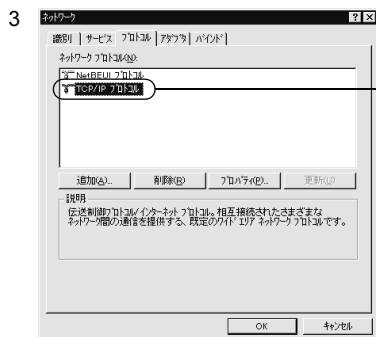 3
ネットワーク
識別 サービス プロトコル アダプタ バインド
ネットワーク プロトコル(N):
NetBEUI プロトコル
TCP/IP プロトコル
追加(A)... 削除(R) プロパティ(P)... 更新(U)
説明
伝送制御プロトコル/インターネット プロトコル。相互接続されたさまざまな
ネットワーク間の通信を提供する、既定のワイド エリア ネットワーク プロトコルです。
OK キャンセル